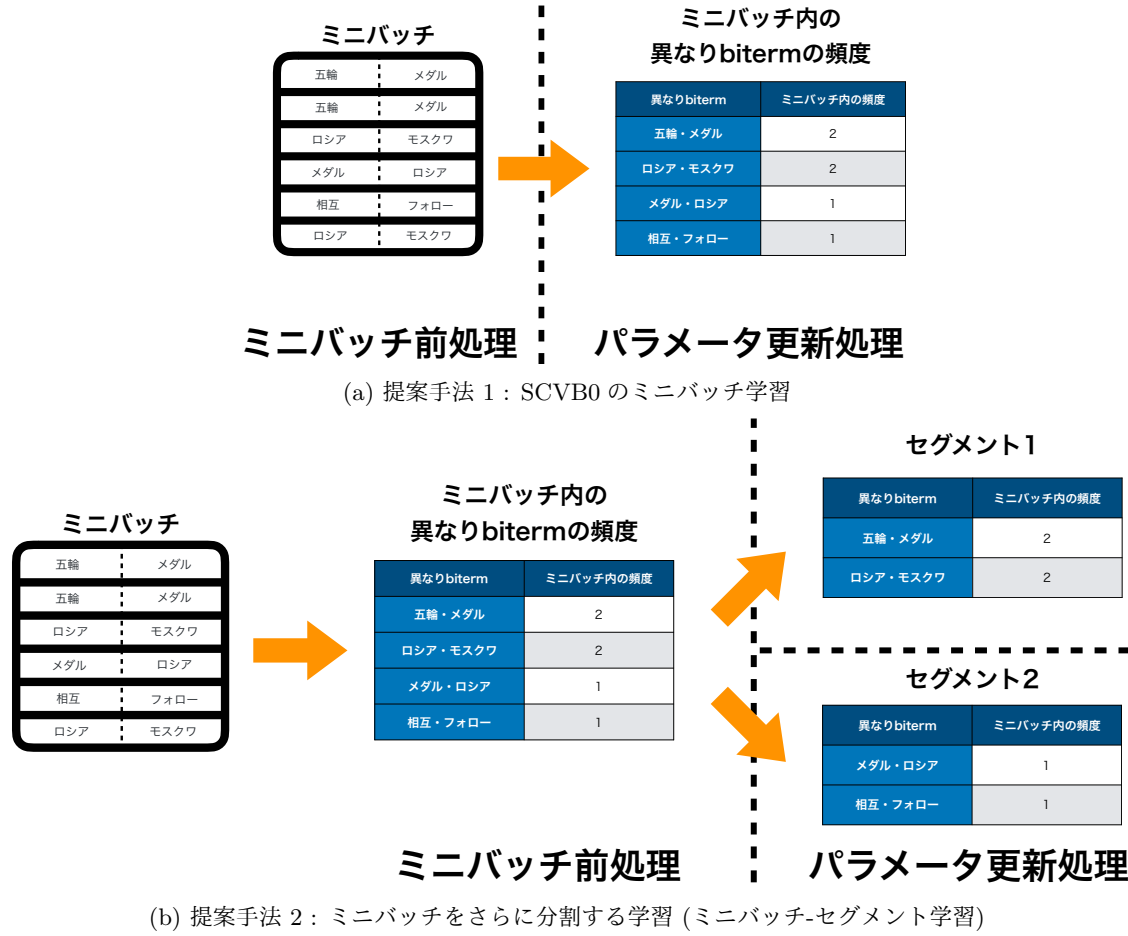 ミニバッチ
五輪 メダル
五輪 メダル
ロシア モスクワ
メダル ロシア
相互 フォロー
ロシア モスクワ
ミニバッチ内の
異なりbitermの頻度
異なりbiterm ミニバッチ内の頻度
五輪・メダル 2
ロシア・モスクワ 2
メダル・ロシア 1
相互・フォロー 1
ミニバッチ前処理 パラメータ更新処理
(a) 提案手法 1 : SCVB0 のミニバッチ学習
ミニバッチ
五輪 メダル
五輪 メダル
ロシア モスクワ
メダル ロシア
相互 フォロー
ロシア モスクワ
ミニバッチ内の
異なりbitermの頻度
異なりbiterm ミニバッチ内の頻度
五輪・メダル 2
ロシア・モスクワ 2
メダル・ロシア 1
相互・フォロー 1
セグメント1
異なりbiterm ミニバッチ内の頻度
五輪・メダル 2
ロシア・モスクワ 2
セグメント2
異なりbiterm ミニバッチ内の頻度
メダル・ロシア 1
相互・フォロー 1
ミニバッチ前処理 パラメータ更新処理
(b) 提案手法 2 : ミニバッチをさらに分割する学習 (ミニバッチ-セグメント学習)